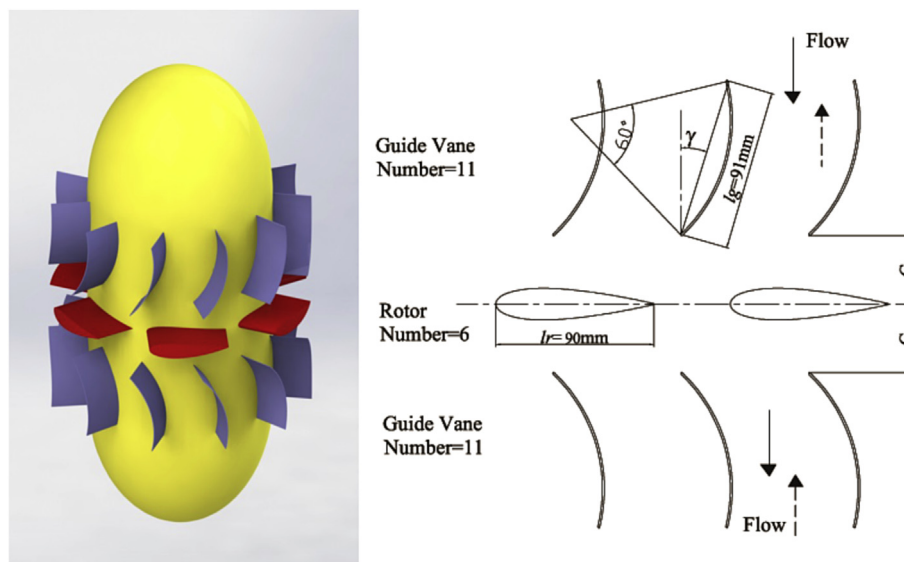 Flow
60°
γ
lg=91mm
Guide Vane
Number=11
G
Rotor
Number=6
lr=90mm
G
Guide Vane
Number=11
Flow